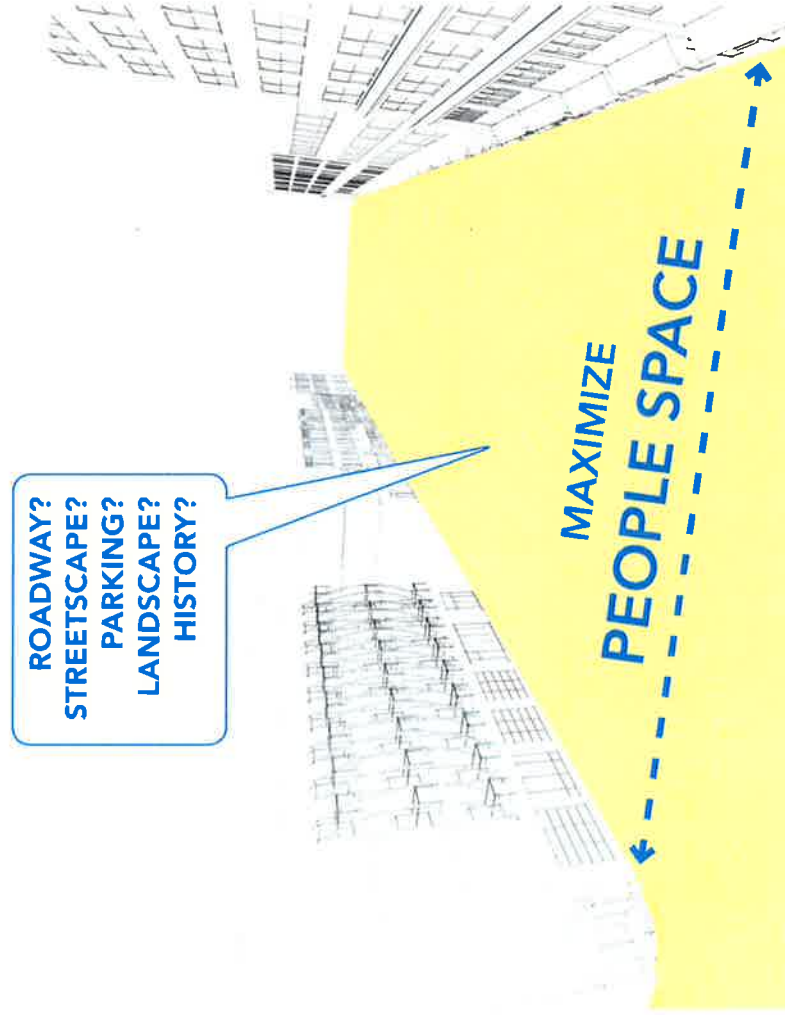 ROADWAY?
STREETSCAPE?
PARKING?
LANDSCAPE?
HISTORY?
MAXIMIZE
PEOPLE SPACE